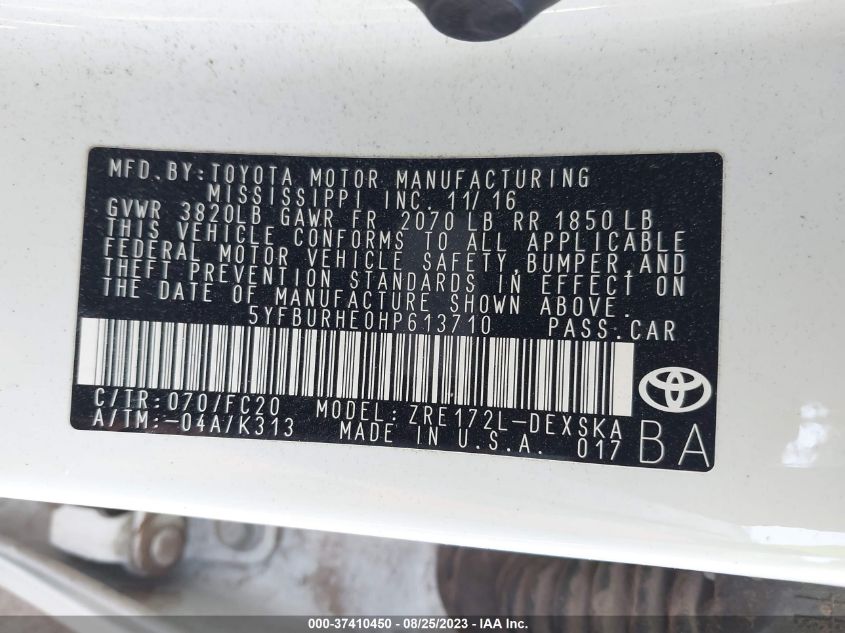 MFD. BY: TOYOTA MOTOR MANUFACTURING
MISSISSIPPI INC. 11/16
GVWR 3820LB GAWR FR 2070 LB RR 1850 LB
THIS VEHICLE CONFORMS TO ALL APPLICABLE
FEDERAL MOTOR VEHICLE SAFETY, BUMPER, AND
THEFT PREVENTION STANDARDS IN EFFECT ON
THE DATE OF MANUFACTURE SHOWN ABOVE.
5YFBURHE0HP613710 PASS. CAR
C/TR: 070/FC20 MODEL: ZRE172L-DEXSKA
A/TM: -04A/K313 MADE IN U.S.A. 017
BA
000-37410450 - 08/25/2023 - IAA Inc.